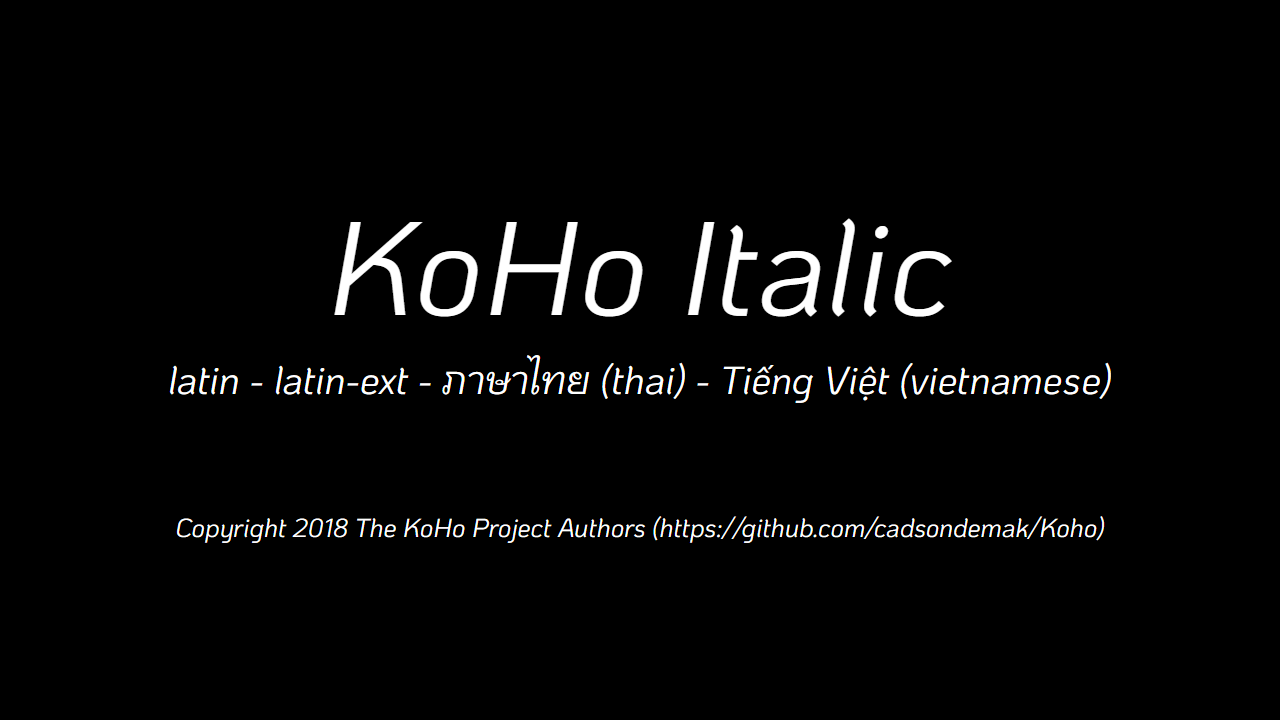 KoHo Italic
latin - latin-ext - ภาษาไทย (thai) - Tiếng Việt (vietnamese)
Copyright 2018 The KoHo Project Authors (https://github.com/cadsondemak/Koho)